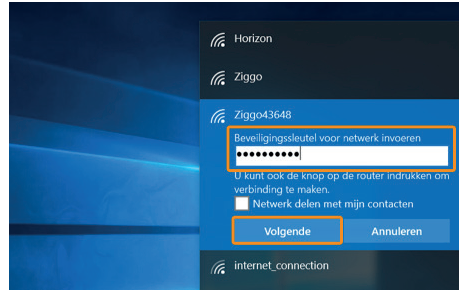 Horizon
Ziggo
Ziggo43648
Beveiligingssleutel voor netwerk invoeren
••••••••••
U kunt ook de knop op de router indrukken om
verbinding te maken.
Netwerk delen met mijn contacten
Volgende Annuleren
internet_connection